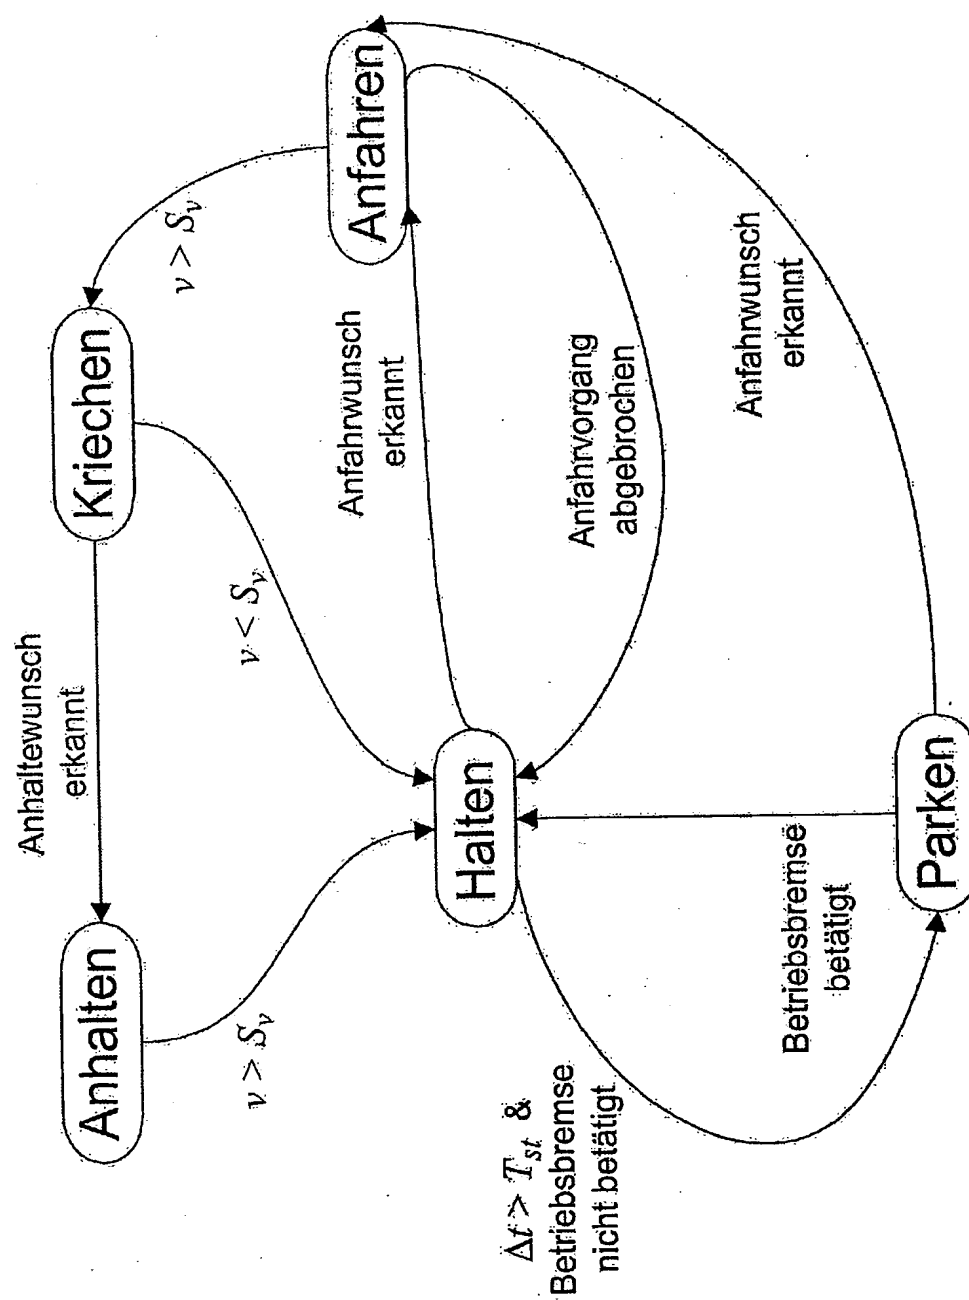 Anhaltewunsch
erkannt
Anhalten
Kriechen
v > S_v
v < S_v
v > S_v
Anfahren
Halten
Anfahrwunsch
erkannt
Anfahrvorgang
abgebrochen
Δt > T_st &
Betriebsbremse
nicht betätigt
Betriebsbremse
betätigt
Anfahrwunsch
erkannt
Parken